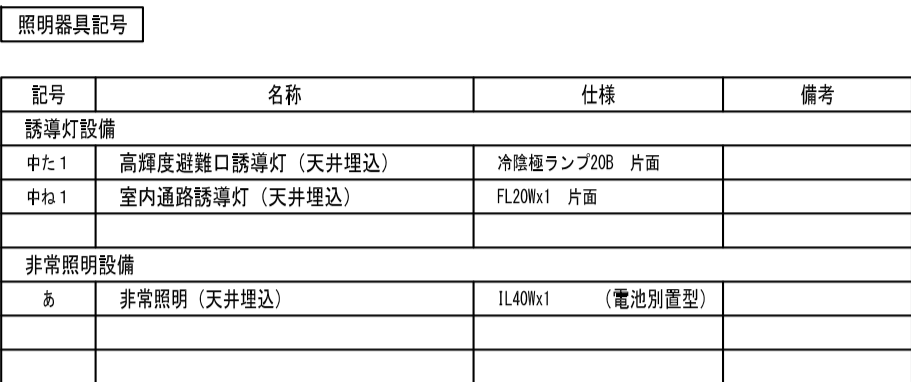 照明器具記号
記号 名称 仕様 備考
誘導灯設備
中た1 高輝度避難口誘導灯(天井埋込) 冷陰極ランプ20B 片面
中ね1 室内通路誘導灯(天井埋込) FL20Wx1 片面
非常照明設備
あ 非常照明(天井埋込) IL40Wx1 (電池別置型)